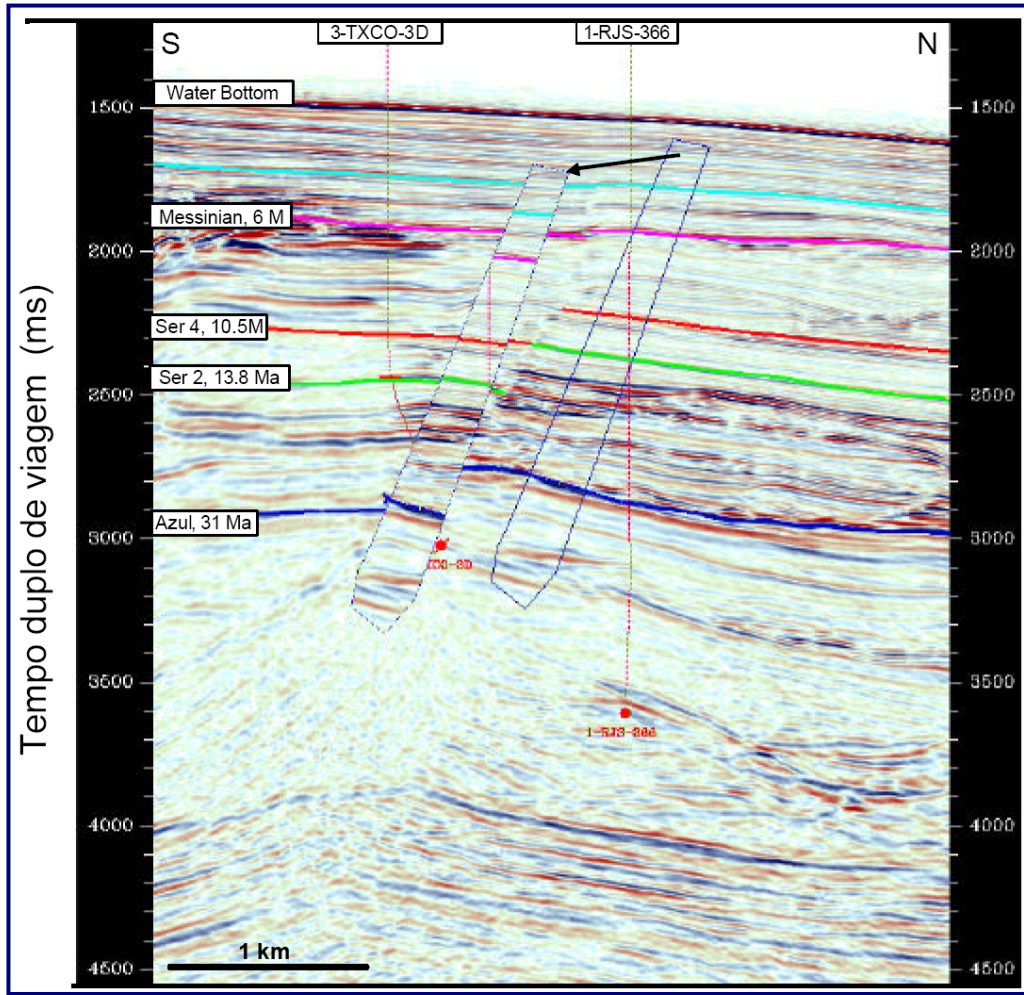 3-TXCO-3D
1-RJS-366
S
N
Water Bottom
1500
1500
Messinian, 6 M
2000
2000
Ser 4, 10.5M
Ser 2, 13.8 Ma
2500
2500
Azul, 31 Ma
3000
3000
3500
3500
1-RJS-366
4000
4000
1 km
4500
4500
Tempo duplo de viagem (ms)